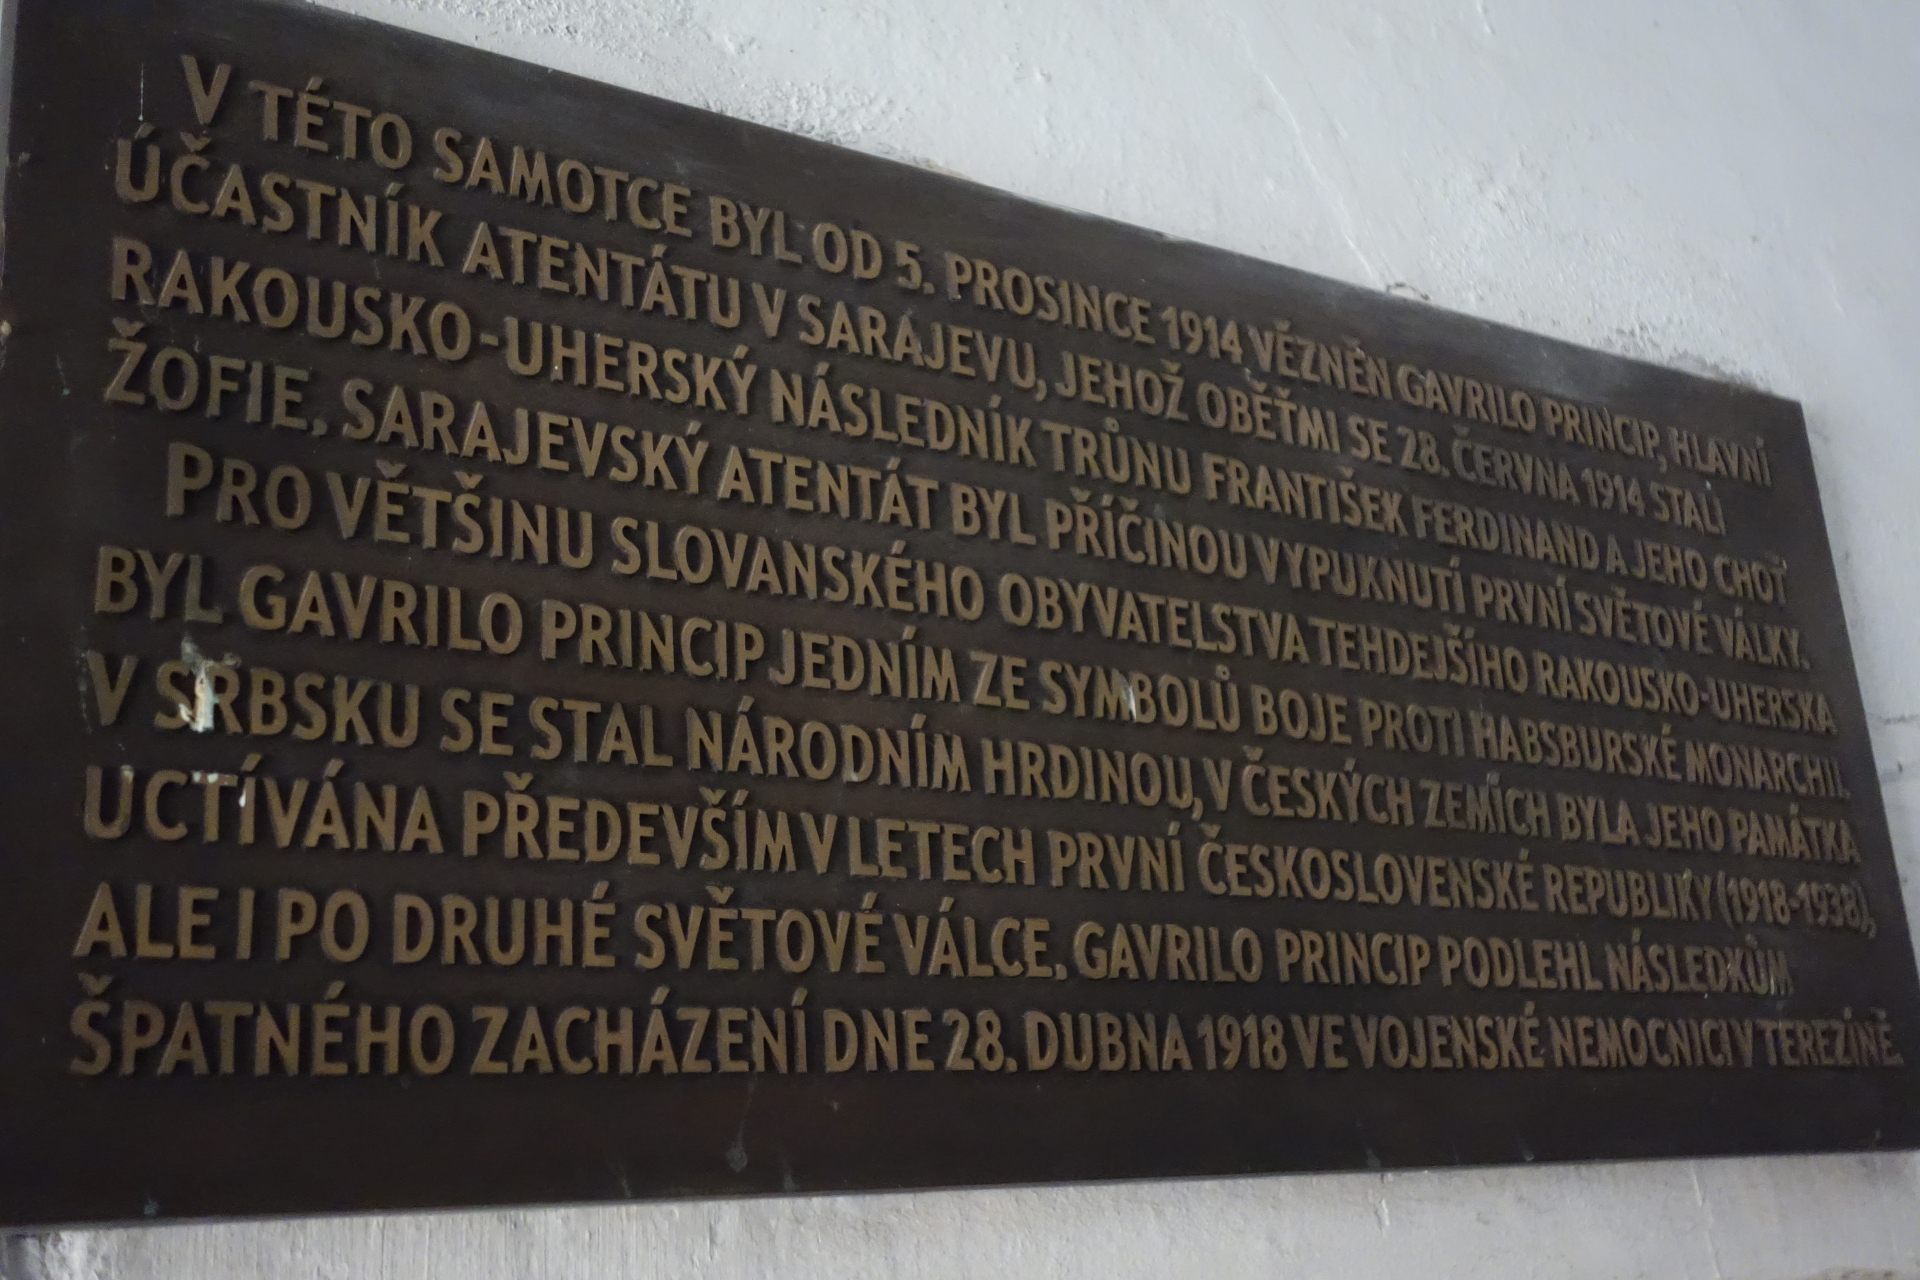 V TÉTO SAMOTCE BYL OD 5. PROSINCE 1914 VĚZNĚN GAVRILO PRINCIP, HLAVNÍ
ÚČASTNÍK ATENTÁTU V SARAJEVU, JEHOŽ OBĚŤMI SE 28. ČERVNA 1914 STALI
RAKOUSKO-UHERSKÝ NÁSLEDNÍK TRŮNU FRANTIŠEK FERDINAND A JEHO CHOŤ
ŽOFIE. SARAJEVSKÝ ATENTÁT BYL PŘÍČINOU VYPUKNUTÍ PRVNÍ SVĚTOVÉ VÁLKY.
PRO VĚTŠINU SLOVANSKÉHO OBYVATELSTVA TEHDEJŠÍHO RAKOUSKO-UHERSKA
BYL GAVRILO PRINCIP JEDNÍM ZE SYMBOLŮ BOJE PROTI HABSBURSKÉ MONARCHII.
V SRBSKU SE STAL NÁRODNÍM HRDINOU, V ČESKÝCH ZEMÍCH BYLA JEHO PAMÁTKA
UCTÍVÁNA PŘEDEVŠÍM V LETECH PRVNÍ ČESKOSLOVENSKÉ REPUBLIKY (1918-1938),
ALE I PO DRUHÉ SVĚTOVÉ VÁLCE. GAVRILO PRINCIP PODLEHL NÁSLEDKŮM
ŠPATNÉHO ZACHÁZENÍ DNE 28. DUBNA 1918 VE VOJENSKÉ NEMOCNICI V TEREZÍNĚ.